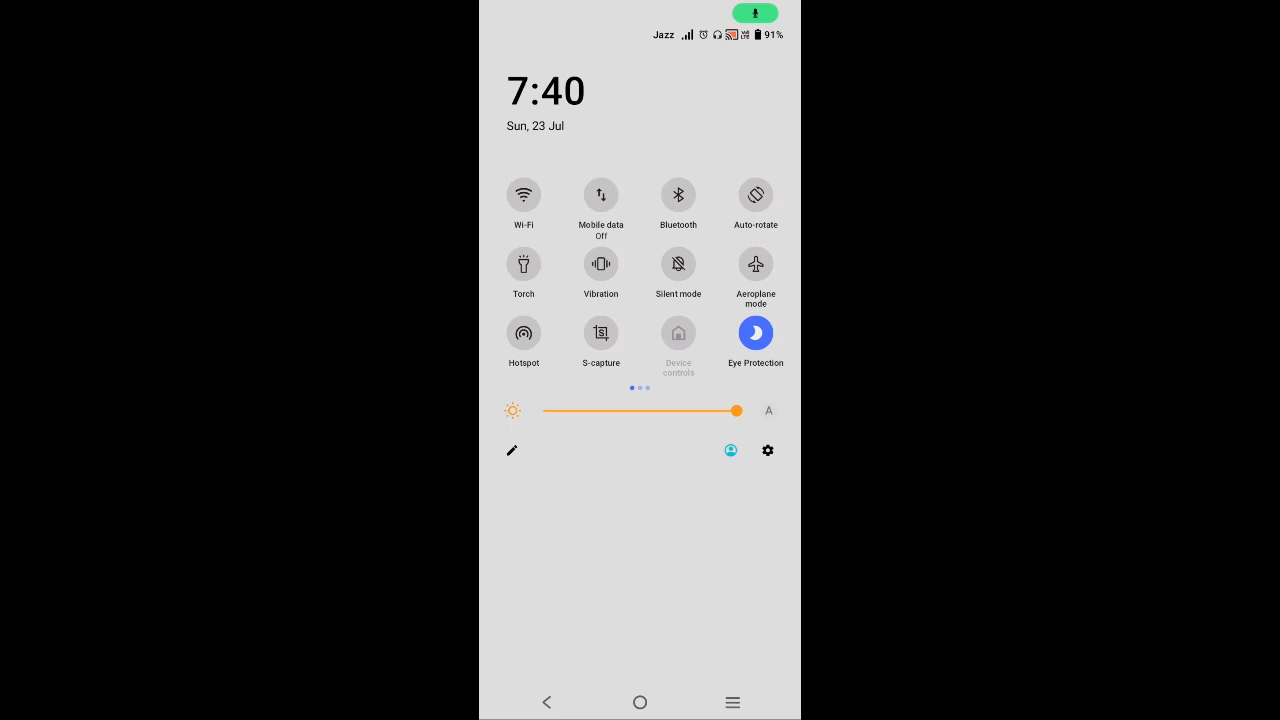 Jazz 91%
7:40
Sun, 23 Jul
Wi-Fi Mobile data Bluetooth Auto-rotate
Off
Torch Vibration Silent mode Aeroplane
mode
Hotspot S-capture Device Eye Protection
controls
A